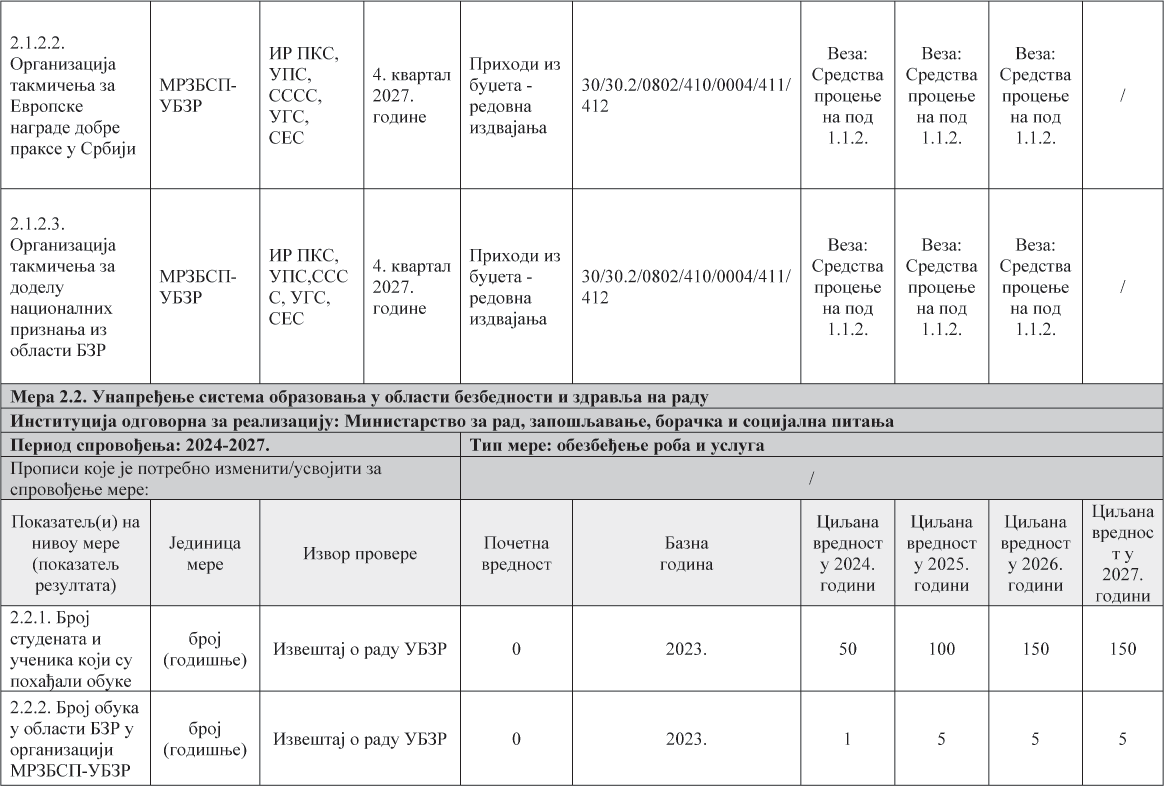 2.1.2.2.
Организација
такмичења за
Европске
награде добре
праксе у Србији
МРЗБСП-
УБЗР
ИР ПКС,
УПС,
СССС,
УГС,
СЕС
4. квартал
2027.
године
Приходи из
буџета -
редовна
издвајања
30/30.2/0802/410/0004/411/
412
Веза:
Средства
процење
на под
1.1.2.
Веза:
Средства
процење
на под
1.1.2.
Веза:
Средства
процење
на под
1.1.2.
/
2.1.2.3.
Организација
такмичења за
доделу
националних
признања из
области БЗР
МРЗБСП-
УБЗР
ИР ПКС,
УПС,ССС
С, УГС,
СЕС
4. квартал
2027.
године
Приходи из
буџета -
редовна
издвајања
30/30.2/0802/410/0004/411/
412
Веза:
Средства
процење
на под
1.1.2.
Веза:
Средства
процење
на под
1.1.2.
Веза:
Средства
процење
на под
1.1.2.
/
Мера 2.2. Унапређење система образовања у области безбедности и здравља на раду
Институција одговорна за реализацију: Министарство за рад, запошљавање, борачка и социјална питања
Период спровођења: 2024-2027.
Тип мере: обезбеђење роба и услуга
Прописи које је потребно изменити/усвојити за
спровођење мере:
/
Показатељ(и) на
нивоу мере
(показатељ
резултата)
Јединица
мере
Извор провере
Почетна
вредност
Базна
година
Циљана
вредност
у 2024.
години
Циљана
вредност
у 2025.
години
Циљана
вредност
у 2026.
години
Циљана
вреднос
т у
2027.
години
2.2.1. Број
студената и
ученика који су
похађали обуке
број
(годишње)
Извештај о раду УБЗР
0
2023.
50
100
150
150
2.2.2. Број обука
у области БЗР у
организацији
МРЗБСП-УБЗР
број
(годишње)
Извештај о раду УБЗР
0
2023.
1
5
5
5